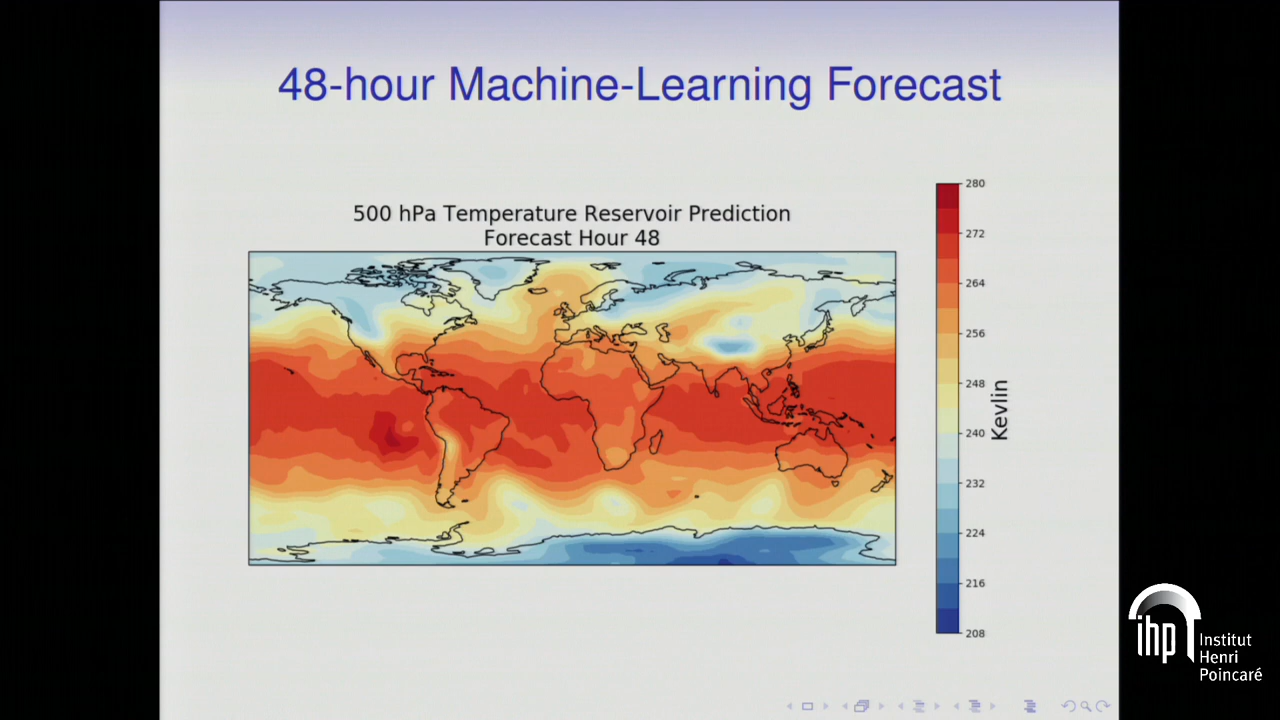 48-hour Machine-Learning Forecast
500 hPa Temperature Reservoir Prediction
Forecast Hour 48
280
272
264
256
248
240
232
224
216
208
Kevlin
ihp
Institut
Henri
Poincaré